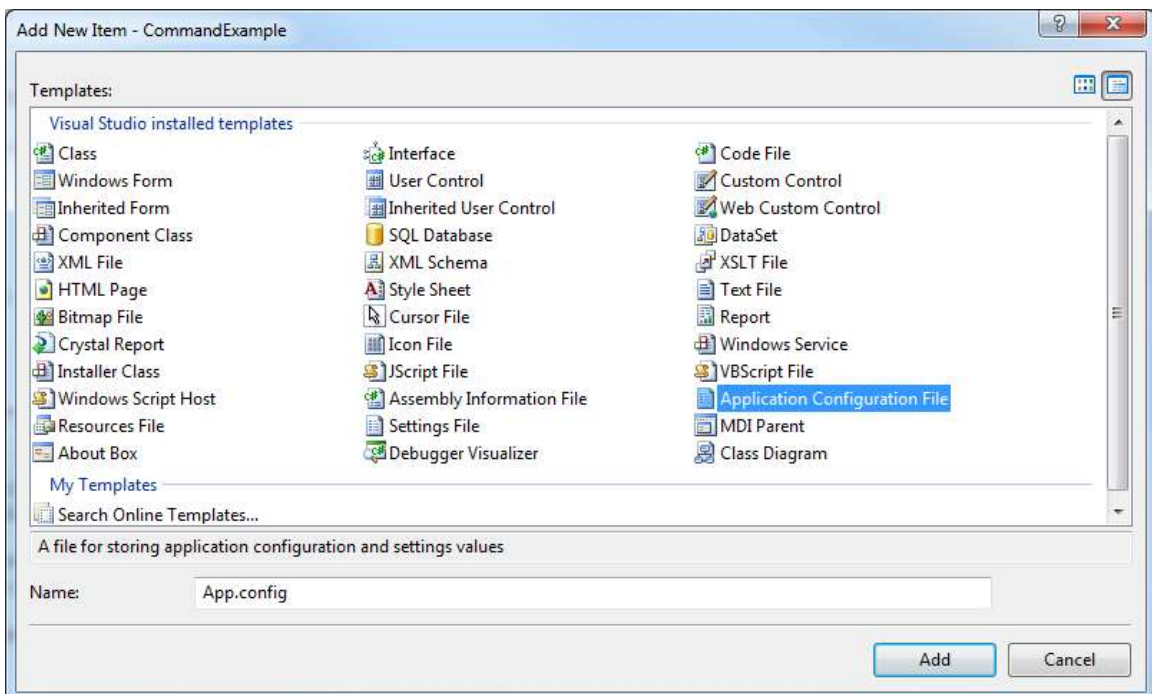 Add New Item - CommandExample
Templates:
Visual Studio installed templates
Class Interface Code File
Windows Form User Control Custom Control
Inherited Form Inherited User Control Web Custom Control
Component Class SQL Database DataSet
XML File XML Schema XSLT File
HTML Page Style Sheet Text File
Bitmap File Cursor File Report
Crystal Report Icon File Windows Service
Installer Class JScript File VBScript File
Windows Script Host Assembly Information File Application Configuration File
Resources File Settings File MDI Parent
About Box Debugger Visualizer Class Diagram
My Templates
Search Online Templates...
A file for storing application configuration and settings values
Name: App.config
Add Cancel